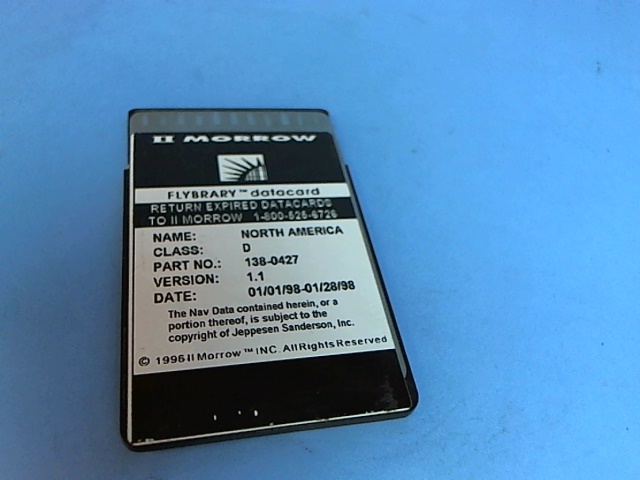 II MORROW
FLYBRARY™ datacard
RETURN EXPIRED DATACARDS
TO II MORROW 1-800-525-6726
NAME: NORTH AMERICA
CLASS: D
PART NO.: 138-0427
VERSION: 1.1
DATE: 01/01/98-01/28/98
The Nav Data contained herein, or a
portion thereof, is subject to the
copyright of Jeppesen Sanderson, Inc.
© 1996 II Morrow™ INC. All Rights Reserved